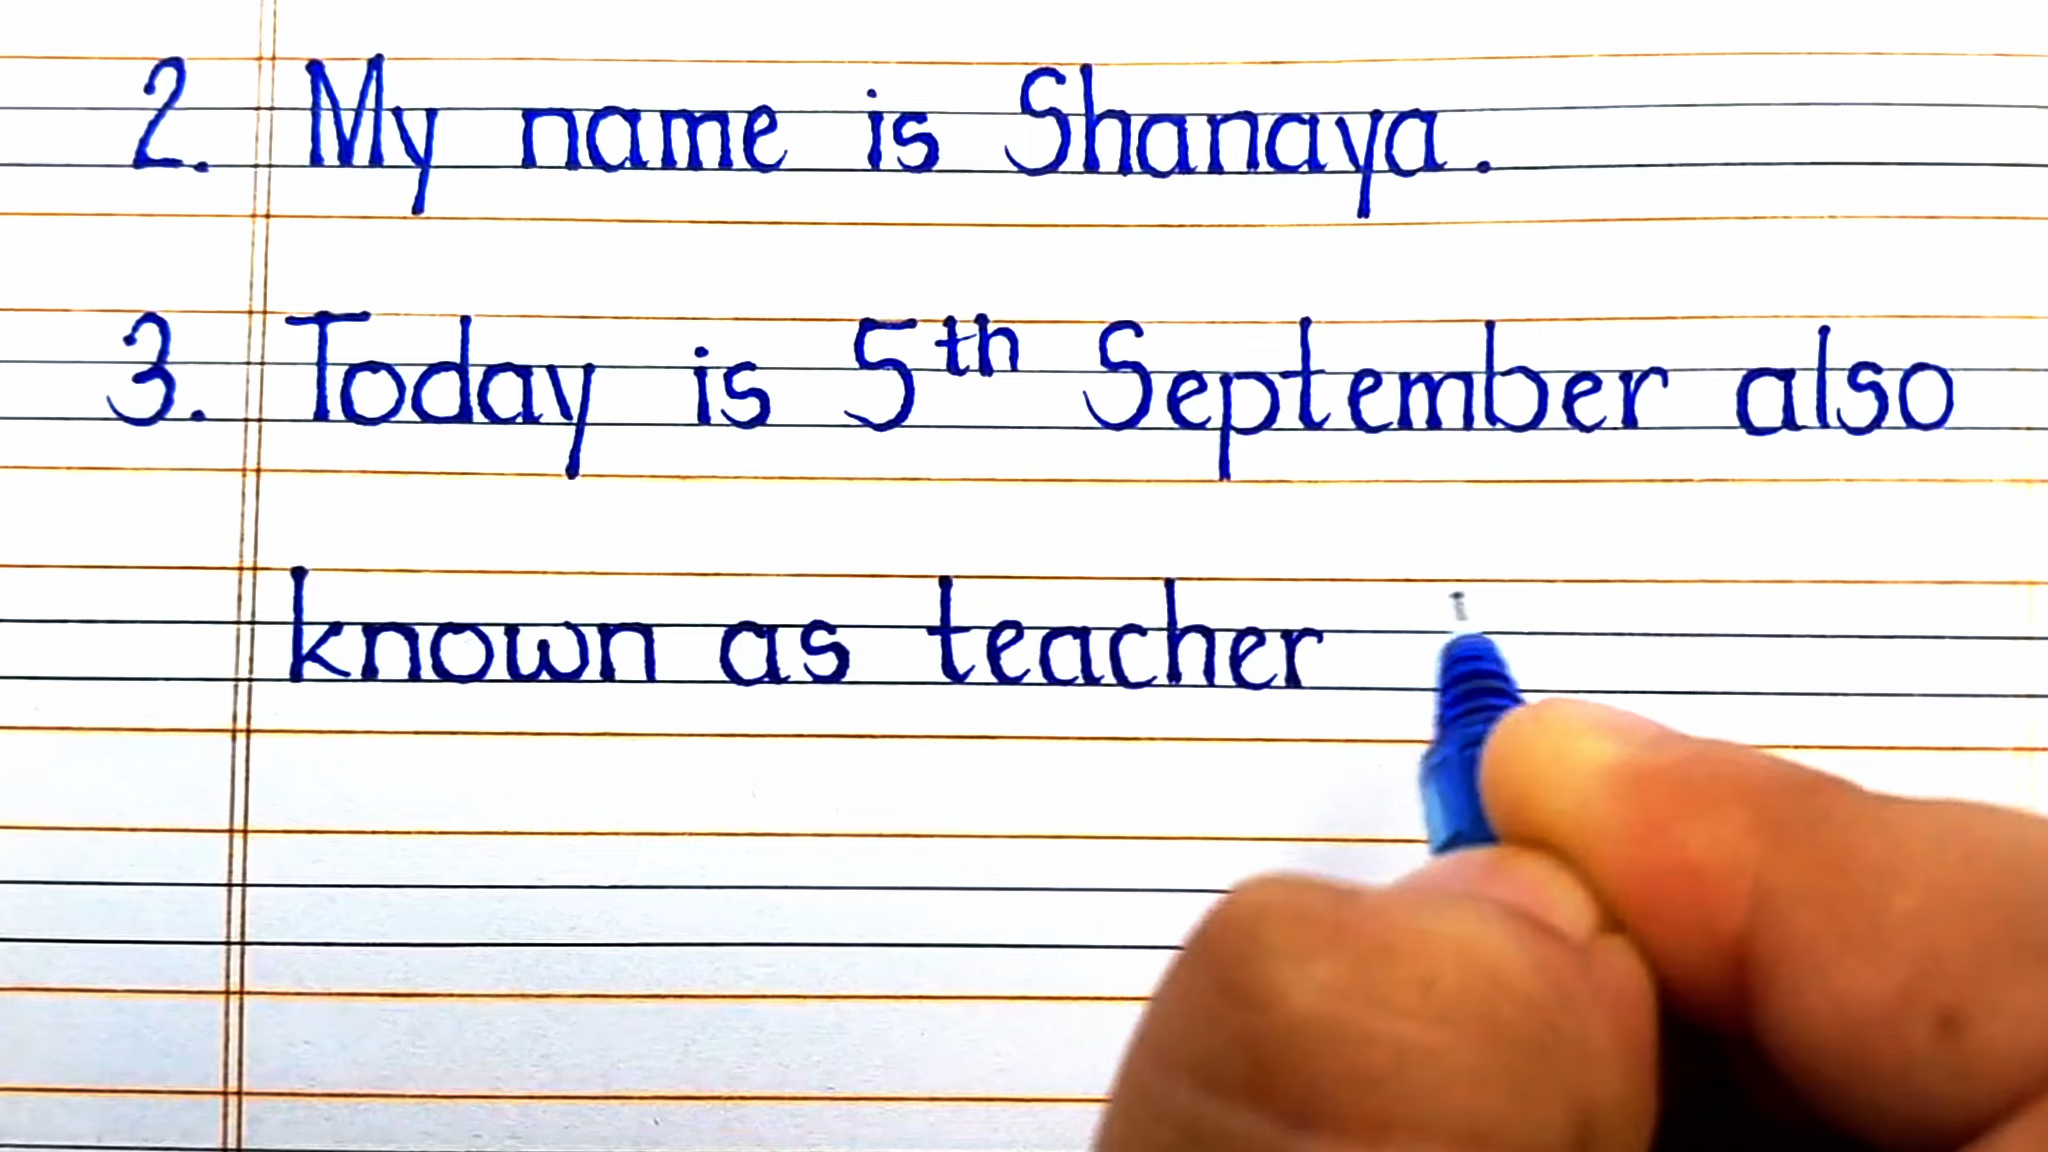 2. My name is Shanaya.
3. Today is 5th September also
known as teacher